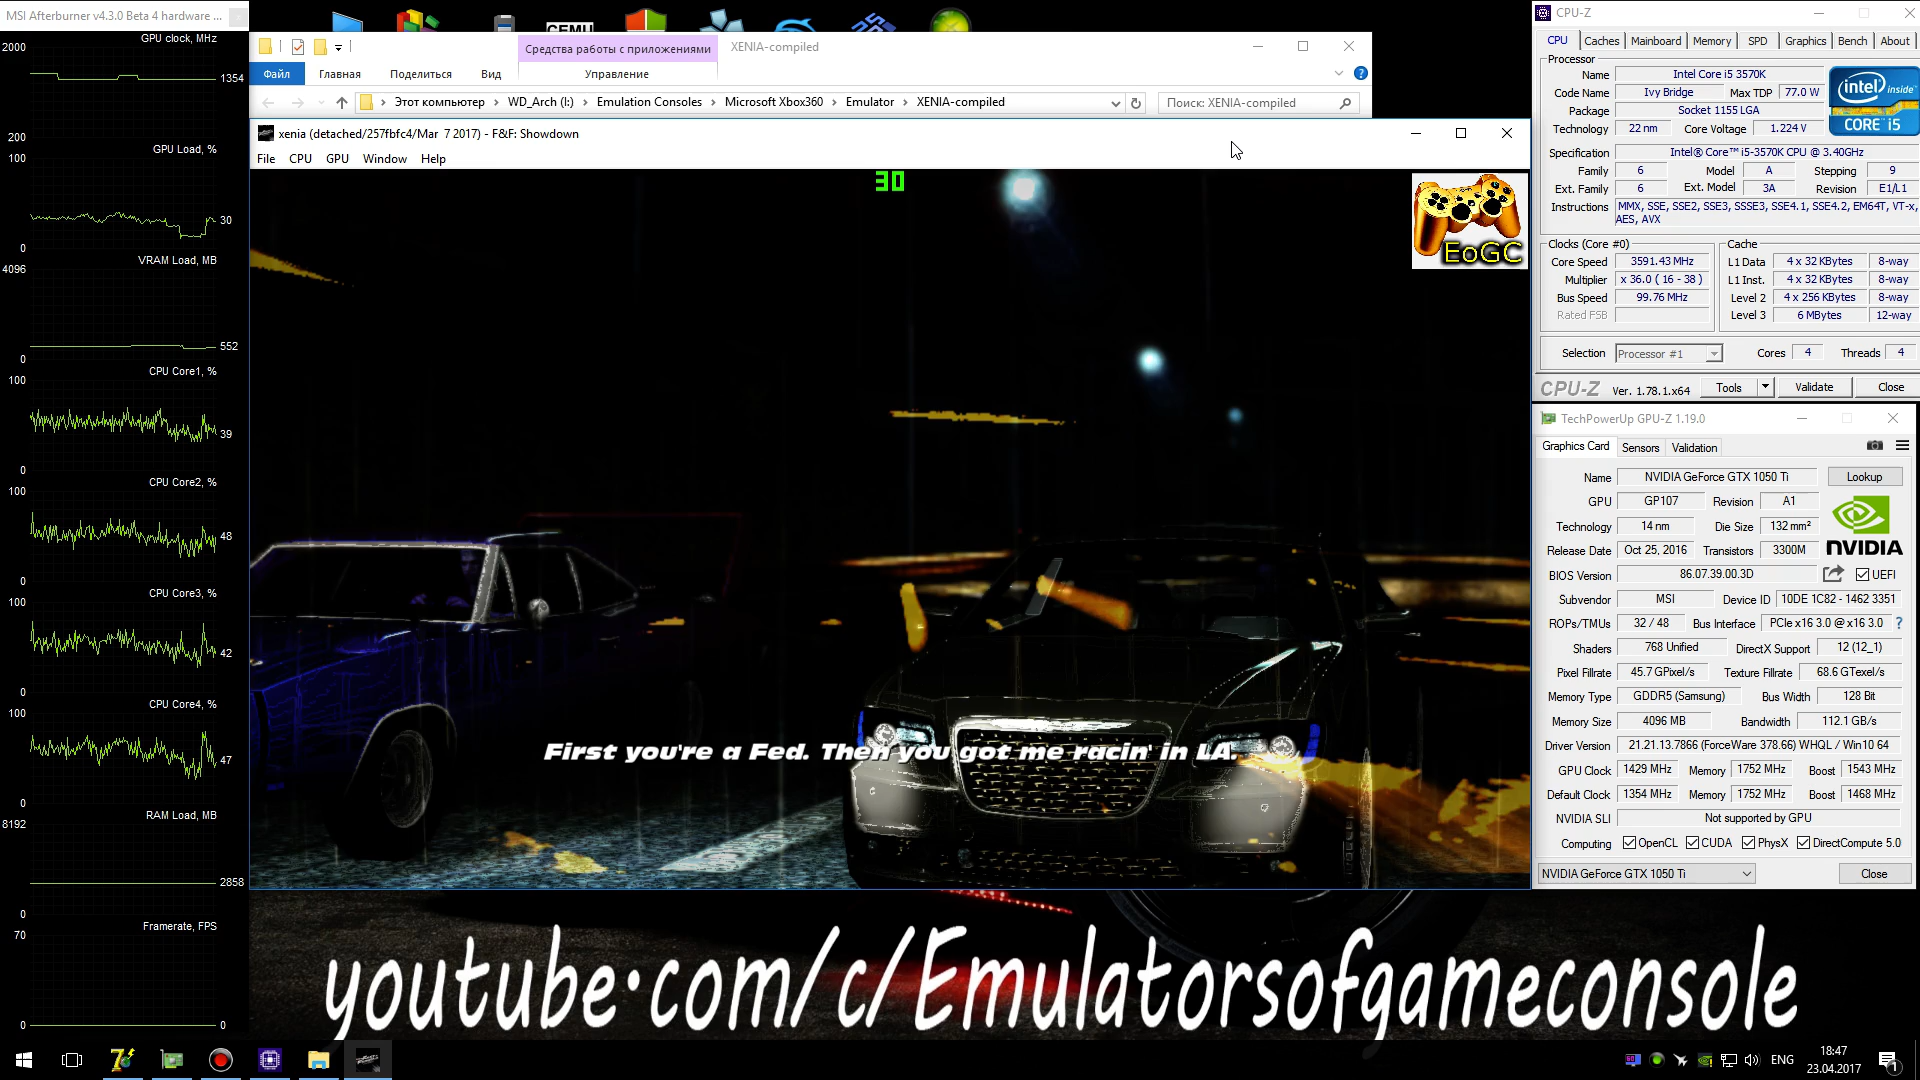 MSI Afterburner v4.3.0 Beta 4 hardware ...
GPU clock, MHz
2000
1354
200
GPU Load, %
100
30
0
VRAM Load, MB
4096
552
0
CPU Core1, %
100
39
0
CPU Core2, %
100
48
0
CPU Core3, %
100
42
0
CPU Core4, %
100
47
0
RAM Load, MB
8192
2858
0
Framerate, FPS
70
0 0
CEMU
Средства работы с приложениями XENIA-compiled
Файл Главная Поделиться Вид Управление
Этот компьютер WD_Arch (I:) Emulation Consoles Microsoft Xbox360 Emulator XENIA-compiled
Поиск: XENIA-compiled
xenia (detached/257fbfc4/Mar 7 2017) - F&F: Showdown
File CPU GPU Window Help
30
EoGC
First you're a Fed. Then you got me racin' in LA.
youtube.com/c/Emulatorsofgameconsole
CPU-Z
CPU Caches Mainboard Memory SPD Graphics Bench About
Processor
Name Intel Core i5 3570K
Code Name Ivy Bridge Max TDP 77.0 W
Package Socket 1155 LGA
Technology 22 nm Core Voltage 1.224 V
intel inside™
CORE i5
Specification Intel® Core™ i5-3570K CPU @ 3.40GHz
Family 6 Model A Stepping 9
Ext. Family 6 Ext. Model 3A Revision E1/L1
Instructions MMX, SSE, SSE2, SSE3, SSSE3, SSE4.1, SSE4.2, EM64T, VT-x,
AES, AVX
Clocks (Core #0)
Core Speed 3591.43 MHz
Multiplier x 36.0 ( 16 - 38 )
Bus Speed 99.76 MHz
Rated FSB
Cache
L1 Data 4 x 32 KBytes 8-way
L1 Inst. 4 x 32 KBytes 8-way
Level 2 4 x 256 KBytes 8-way
Level 3 6 MBytes 12-way
Selection Processor #1 Cores 4 Threads 4
CPU-Z Ver. 1.78.1.x64 Tools Validate Close
TechPowerUp GPU-Z 1.19.0
Graphics Card Sensors Validation
Name NVIDIA GeForce GTX 1050 Ti Lookup
GPU GP107 Revision A1
Technology 14 nm Die Size 132 mm²
Release Date Oct 25, 2016 Transistors 3300M
NVIDIA
BIOS Version 86.07.39.00.3D UEFI
Subvendor MSI Device ID 10DE 1C82 - 1462 3351
ROPs/TMUs 32 / 48 Bus Interface PCIe x16 3.0 @ x16 3.0 ?
Shaders 768 Unified DirectX Support 12 (12_1)
Pixel Fillrate 45.7 GPixel/s Texture Fillrate 68.6 GTexel/s
Memory Type GDDR5 (Samsung) Bus Width 128 Bit
Memory Size 4096 MB Bandwidth 112.1 GB/s
Driver Version 21.21.13.7866 (ForceWare 378.66) WHQL / Win10 64
GPU Clock 1429 MHz Memory 1752 MHz Boost 1543 MHz
Default Clock 1354 MHz Memory 1752 MHz Boost 1468 MHz
NVIDIA SLI Not supported by GPU
Computing OpenCL CUDA PhysX DirectCompute 5.0
NVIDIA GeForce GTX 1050 Ti Close
ENG 18:47
23.04.2017
1